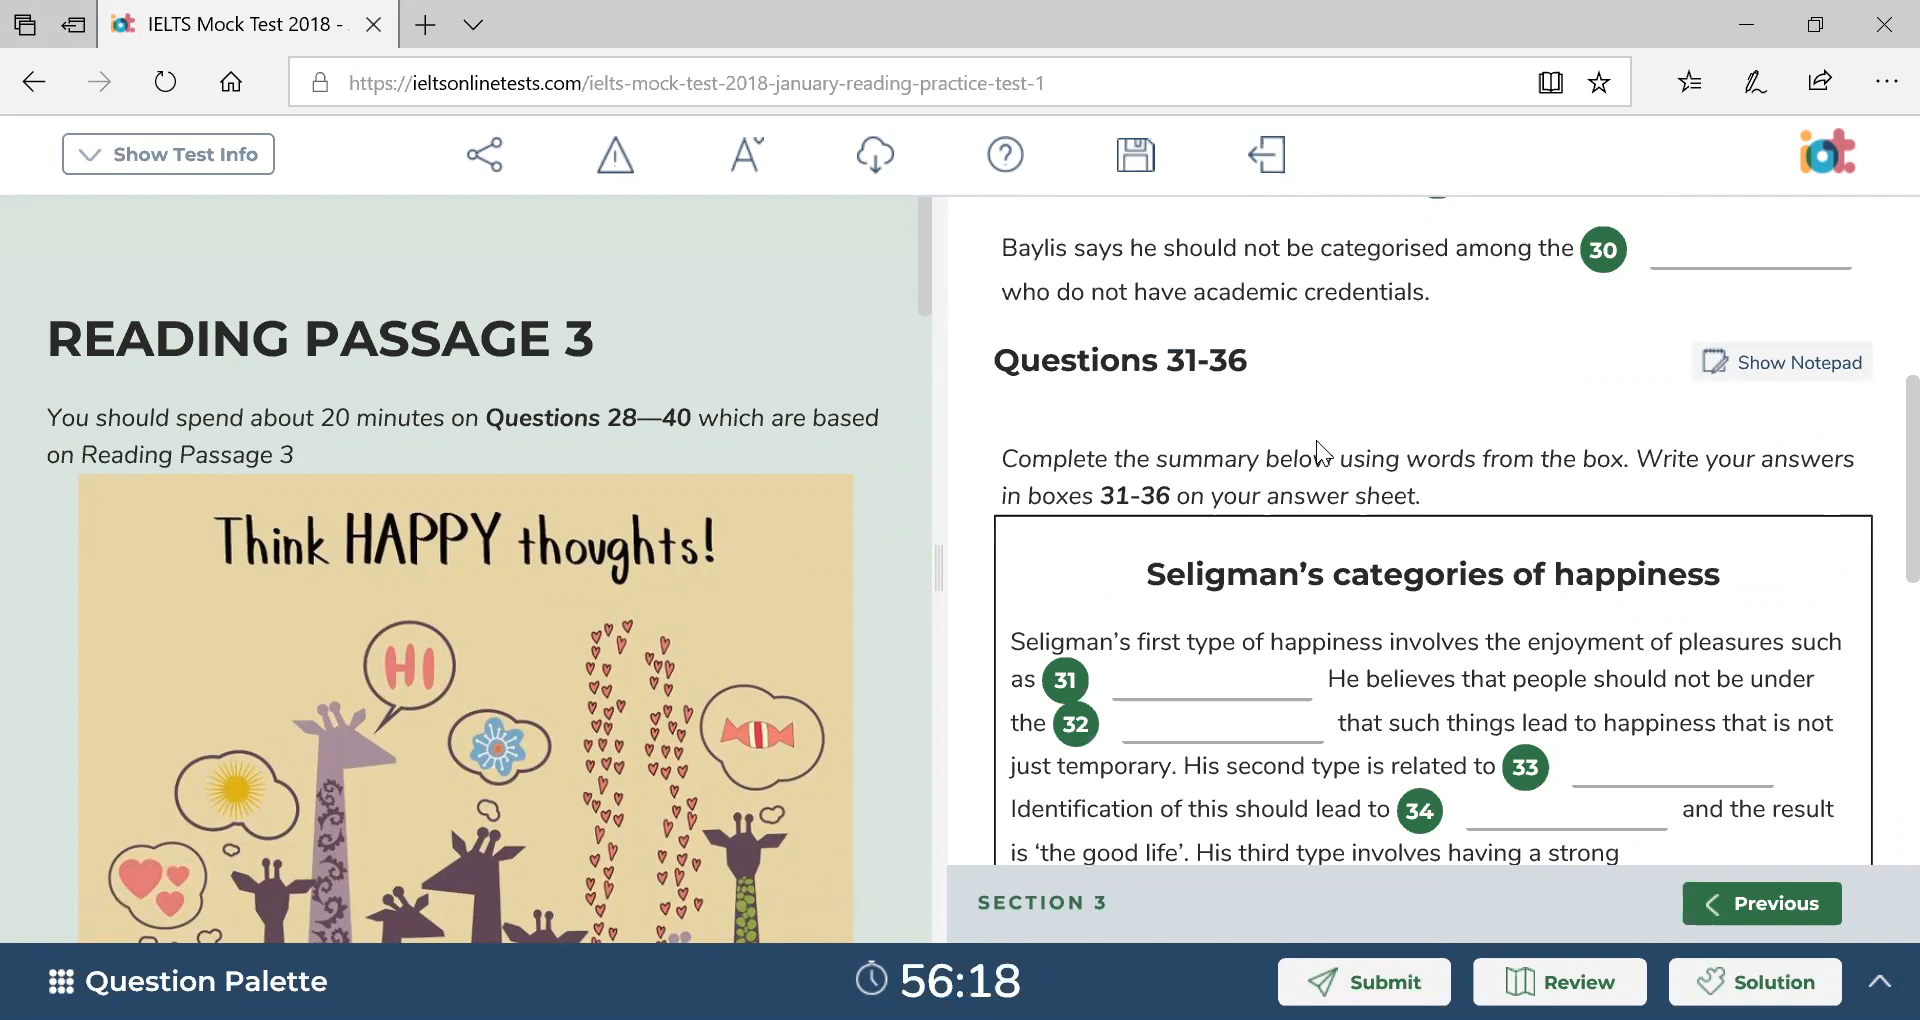 IELTS Mock Test 2018 -
https://ieltsonlinetests.com/ielts-mock-test-2018-january-reading-practice-test-1
Show Test Info
iot
READING PASSAGE 3
You should spend about 20 minutes on Questions 28—40 which are based
on Reading Passage 3
Think HAPPY thoughts!
HI
Baylis says he should not be categorised among the 30
who do not have academic credentials.
Questions 31-36
Show Notepad
Complete the summary below using words from the box. Write your answers
in boxes 31-36 on your answer sheet.
Seligman’s categories of happiness
Seligman’s first type of happiness involves the enjoyment of pleasures such
as 31 He believes that people should not be under
the 32 that such things lead to happiness that is not
just temporary. His second type is related to 33
Identification of this should lead to 34 and the result
is ‘the good life’. His third type involves having a strong
SECTION 3
Previous
Question Palette
56:18
Submit
Review
Solution